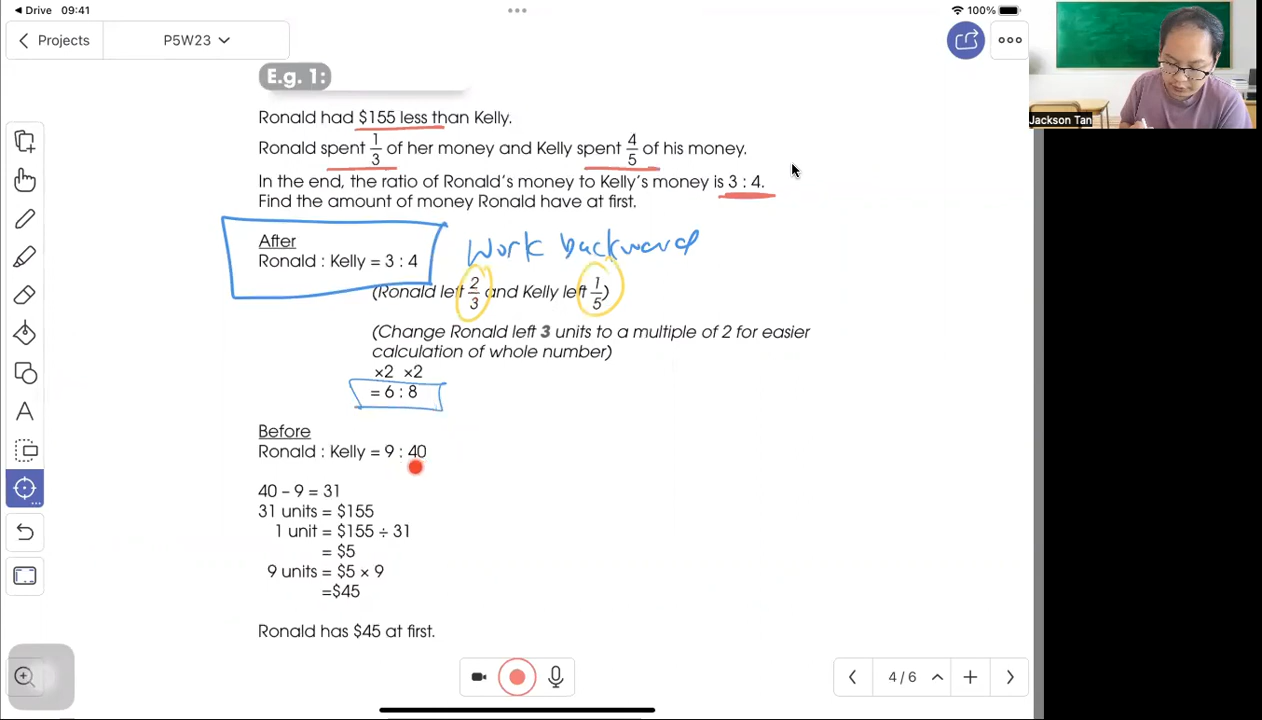 Drive 09:41
100%
Projects
P5W23
E.g. 1:
Ronald had $155 less than Kelly.
Ronald spent 1/3 of her money and Kelly spent 4/5 of his money.
In the end, the ratio of Ronald's money to Kelly's money is 3 : 4.
Find the amount of money Ronald have at first.
After
Work backward
Ronald : Kelly = 3 : 4
(Ronald left 2/3 and Kelly left 1/5)
(Change Ronald left 3 units to a multiple of 2 for easier
calculation of whole number)
×2 ×2
= 6 : 8
Before
Ronald : Kelly = 9 : 40
40 – 9 = 31
31 units = $155
1 unit = $155 ÷ 31
= $5
9 units = $5 × 9
=$45
Ronald has $45 at first.
4 / 6
Jackson Tan